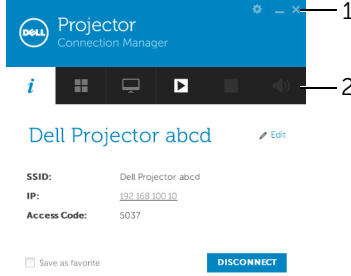 DELL
Projector
Connection Manager
1
i
2
Dell Projector abcd
Edit
SSID: Dell Projector abcd
IP: 192.168.100.10
Access Code: 5037
Save as favorite
DISCONNECT